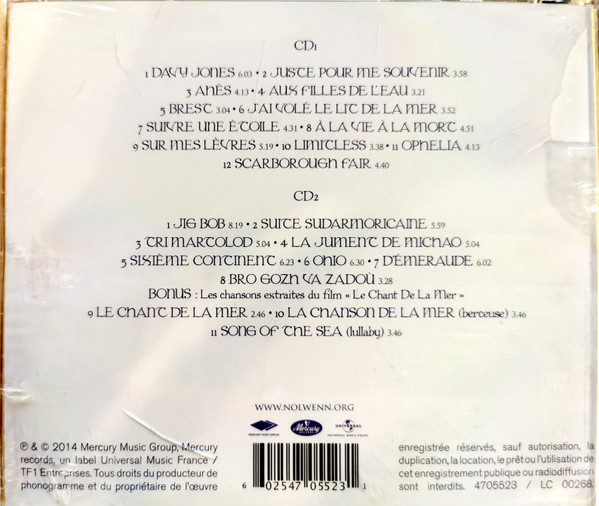 CD1
1 DAVY JONES 6.03 • 2 JUSTE POUR ME SOUVENIR 3.58
3 AHÈS 4.13 • 4 AUX FILLES DE L'EAU 3.21
5 BREST 3.04 • 6 J'AI VOLÉ LE LIT DE LA MER 3.52
7 SUIVRE UNE ÉTOILE 4.31 • 8 À LA VIE À LA MORT 4.51
9 SUR MES LÈVRES 5.19 • 10 LIMITLESS 3.38 • 11 OPHELIA 4.13
12 SCARBOROUGH FAIR 4.40
CD2
1 JIG BOB 8.19 • 2 SUITE SUDARMORICAINE 5.59
3 TRI MARTOLOD 5.04 • 4 LA JUMENT DE MICHAO 5.04
5 SIXIÈME CONTINENT 6.23 • 6 OHIO 6.30 • 7 D'ÉMERAUDE 6.02
8 BRO GOZH VA ZADOÙ 3.28
BONUS : Les chansons extraites du film « Le Chant De La Mer »
9 LE CHANT DE LA MER 2.46 • 10 LA CHANSON DE LA MER (berceuse) 3.46
11 SONG OF THE SEA (lullaby) 3.46
WWW.NOLWENN.ORG
MERCURY MUSIC GROUP
Mercury
UNIVERSAL
UNIVERSAL MUSIC FRANCE
℗ & © 2014 Mercury Music Group, Mercury
records, un label Universal Music France /
TF1 Entreprises. Tous droits du producteur de
phonogramme et du propriétaire de l'œuvre
6 02547 05523 1
enregistrée réservés, sauf autorisation, la
duplication, la location, le prêt ou l'utilisation de
cet enregistrement publique ou radiodiffusion
sont interdits. 4705523 / LC 00268